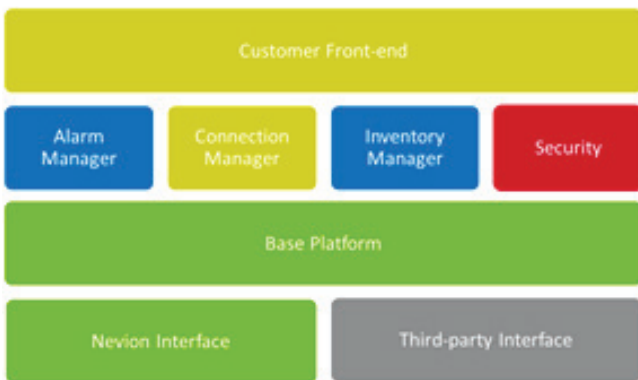 Customer Front-end
Alarm
Manager
Connection
Manager
Inventory
Manager
Security
Base Platform
Nevion Interface
Third-party Interface